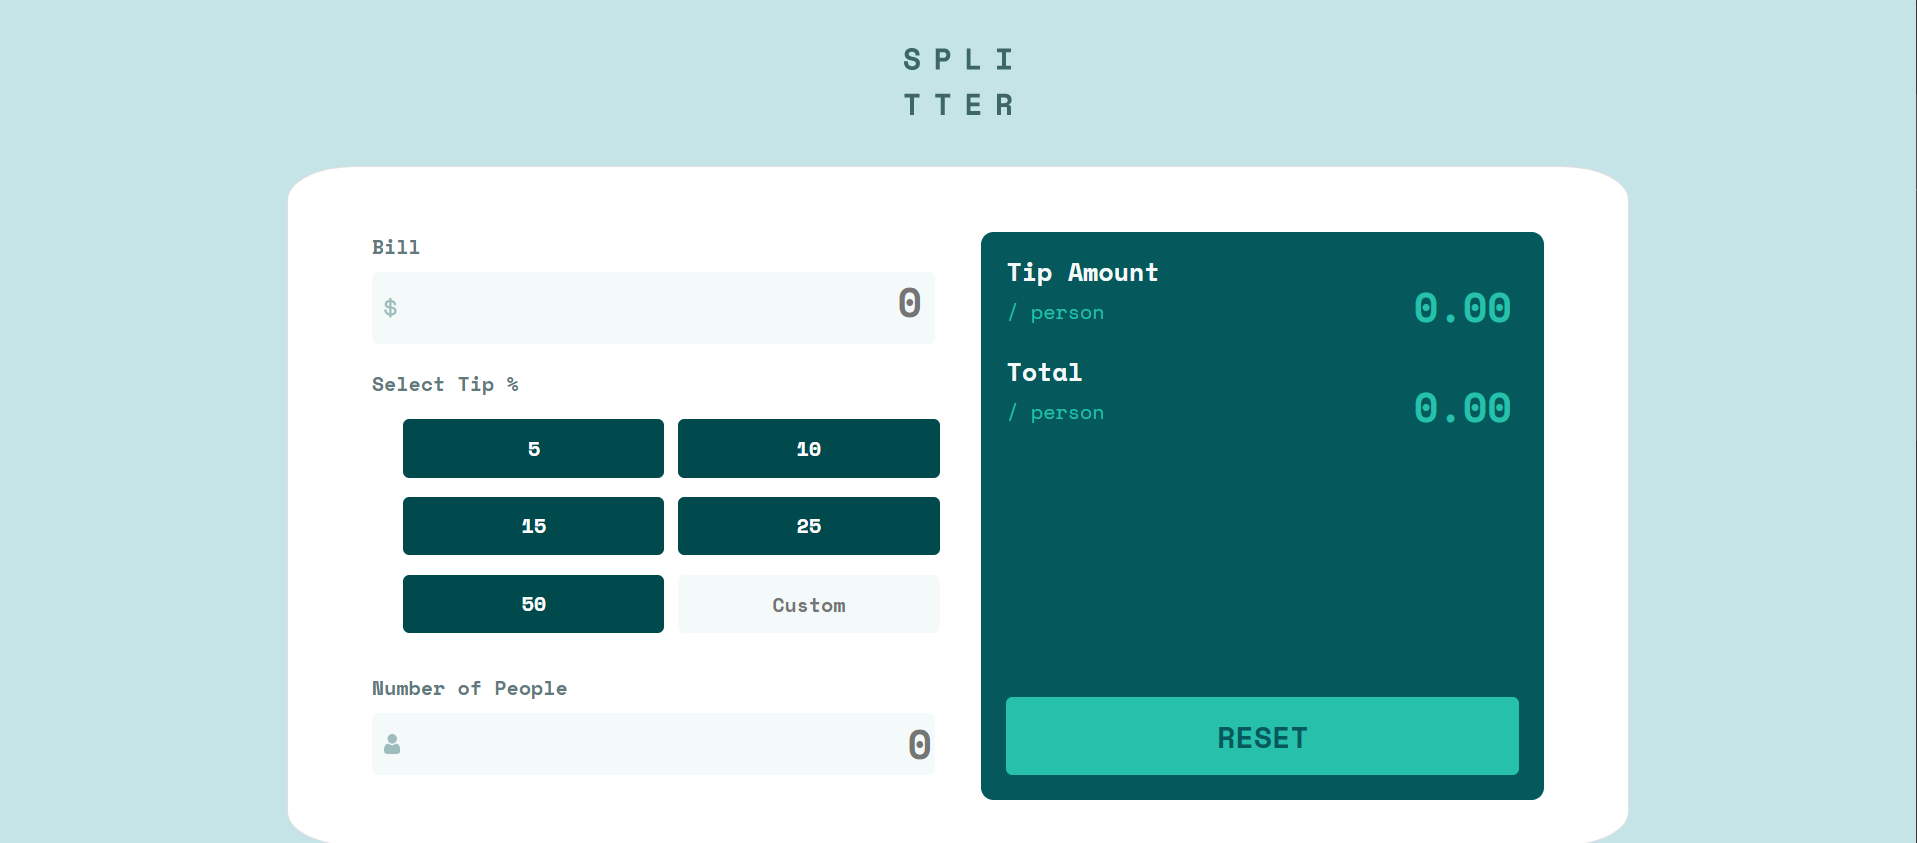 SPLI
TTER
Bill
$ 0
Select Tip %
5 10
15 25
50 Custom
Number of People
0
Tip Amount
/ person 0.00
Total
/ person 0.00
RESET